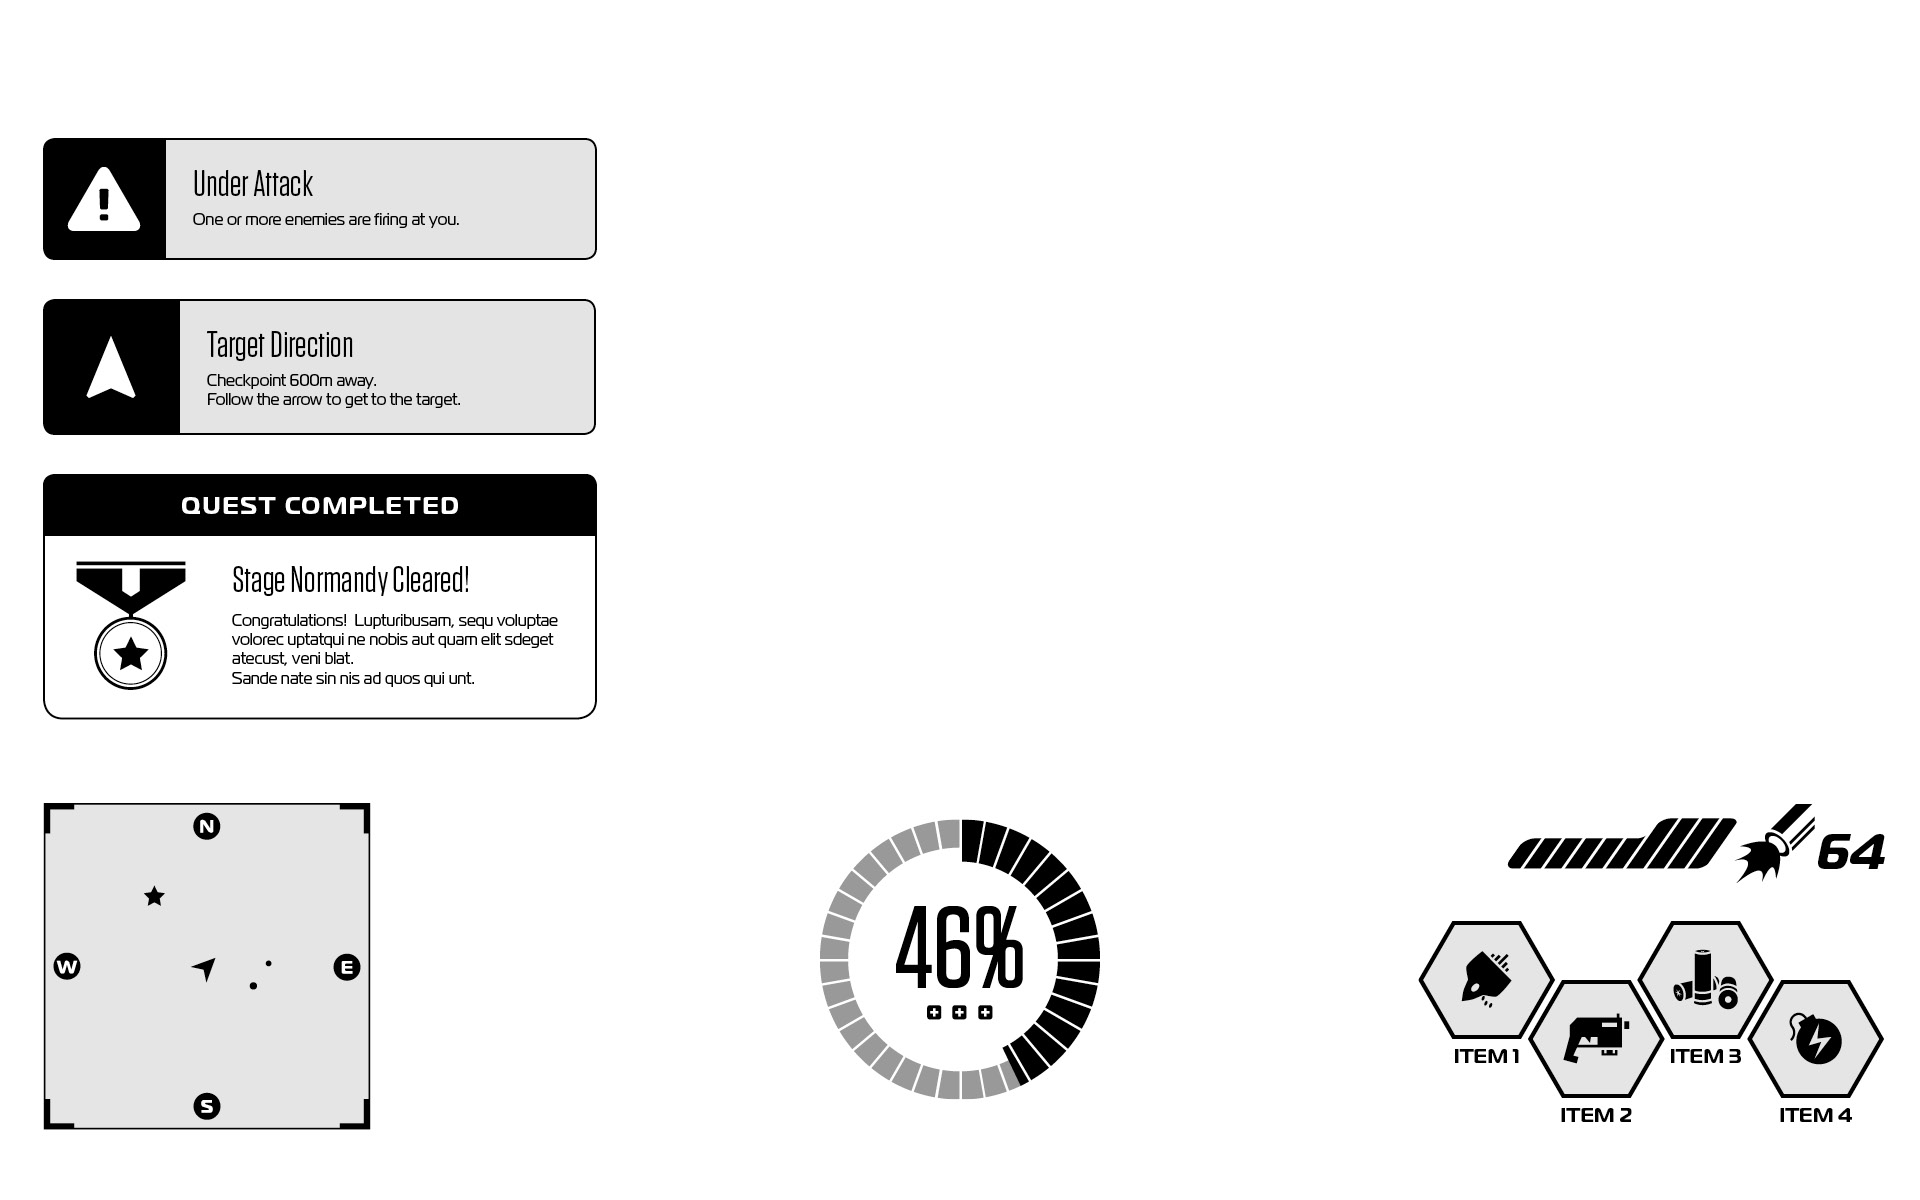 Under Attack
One or more enemies are firing at you.
Target Direction
Checkpoint 600m away.
Follow the arrow to get to the target.
QUEST COMPLETED
Stage Normandy Cleared!
Congratulations!  Lupturibusam, sequ voluptae
volorec uptatqui ne nobis aut quam elit sdeget
atecust, veni blat.
Sande nate sin nis ad quos qui unt.
N
W
E
S
46%
64
ITEM 1
ITEM 2
ITEM 3
ITEM 4